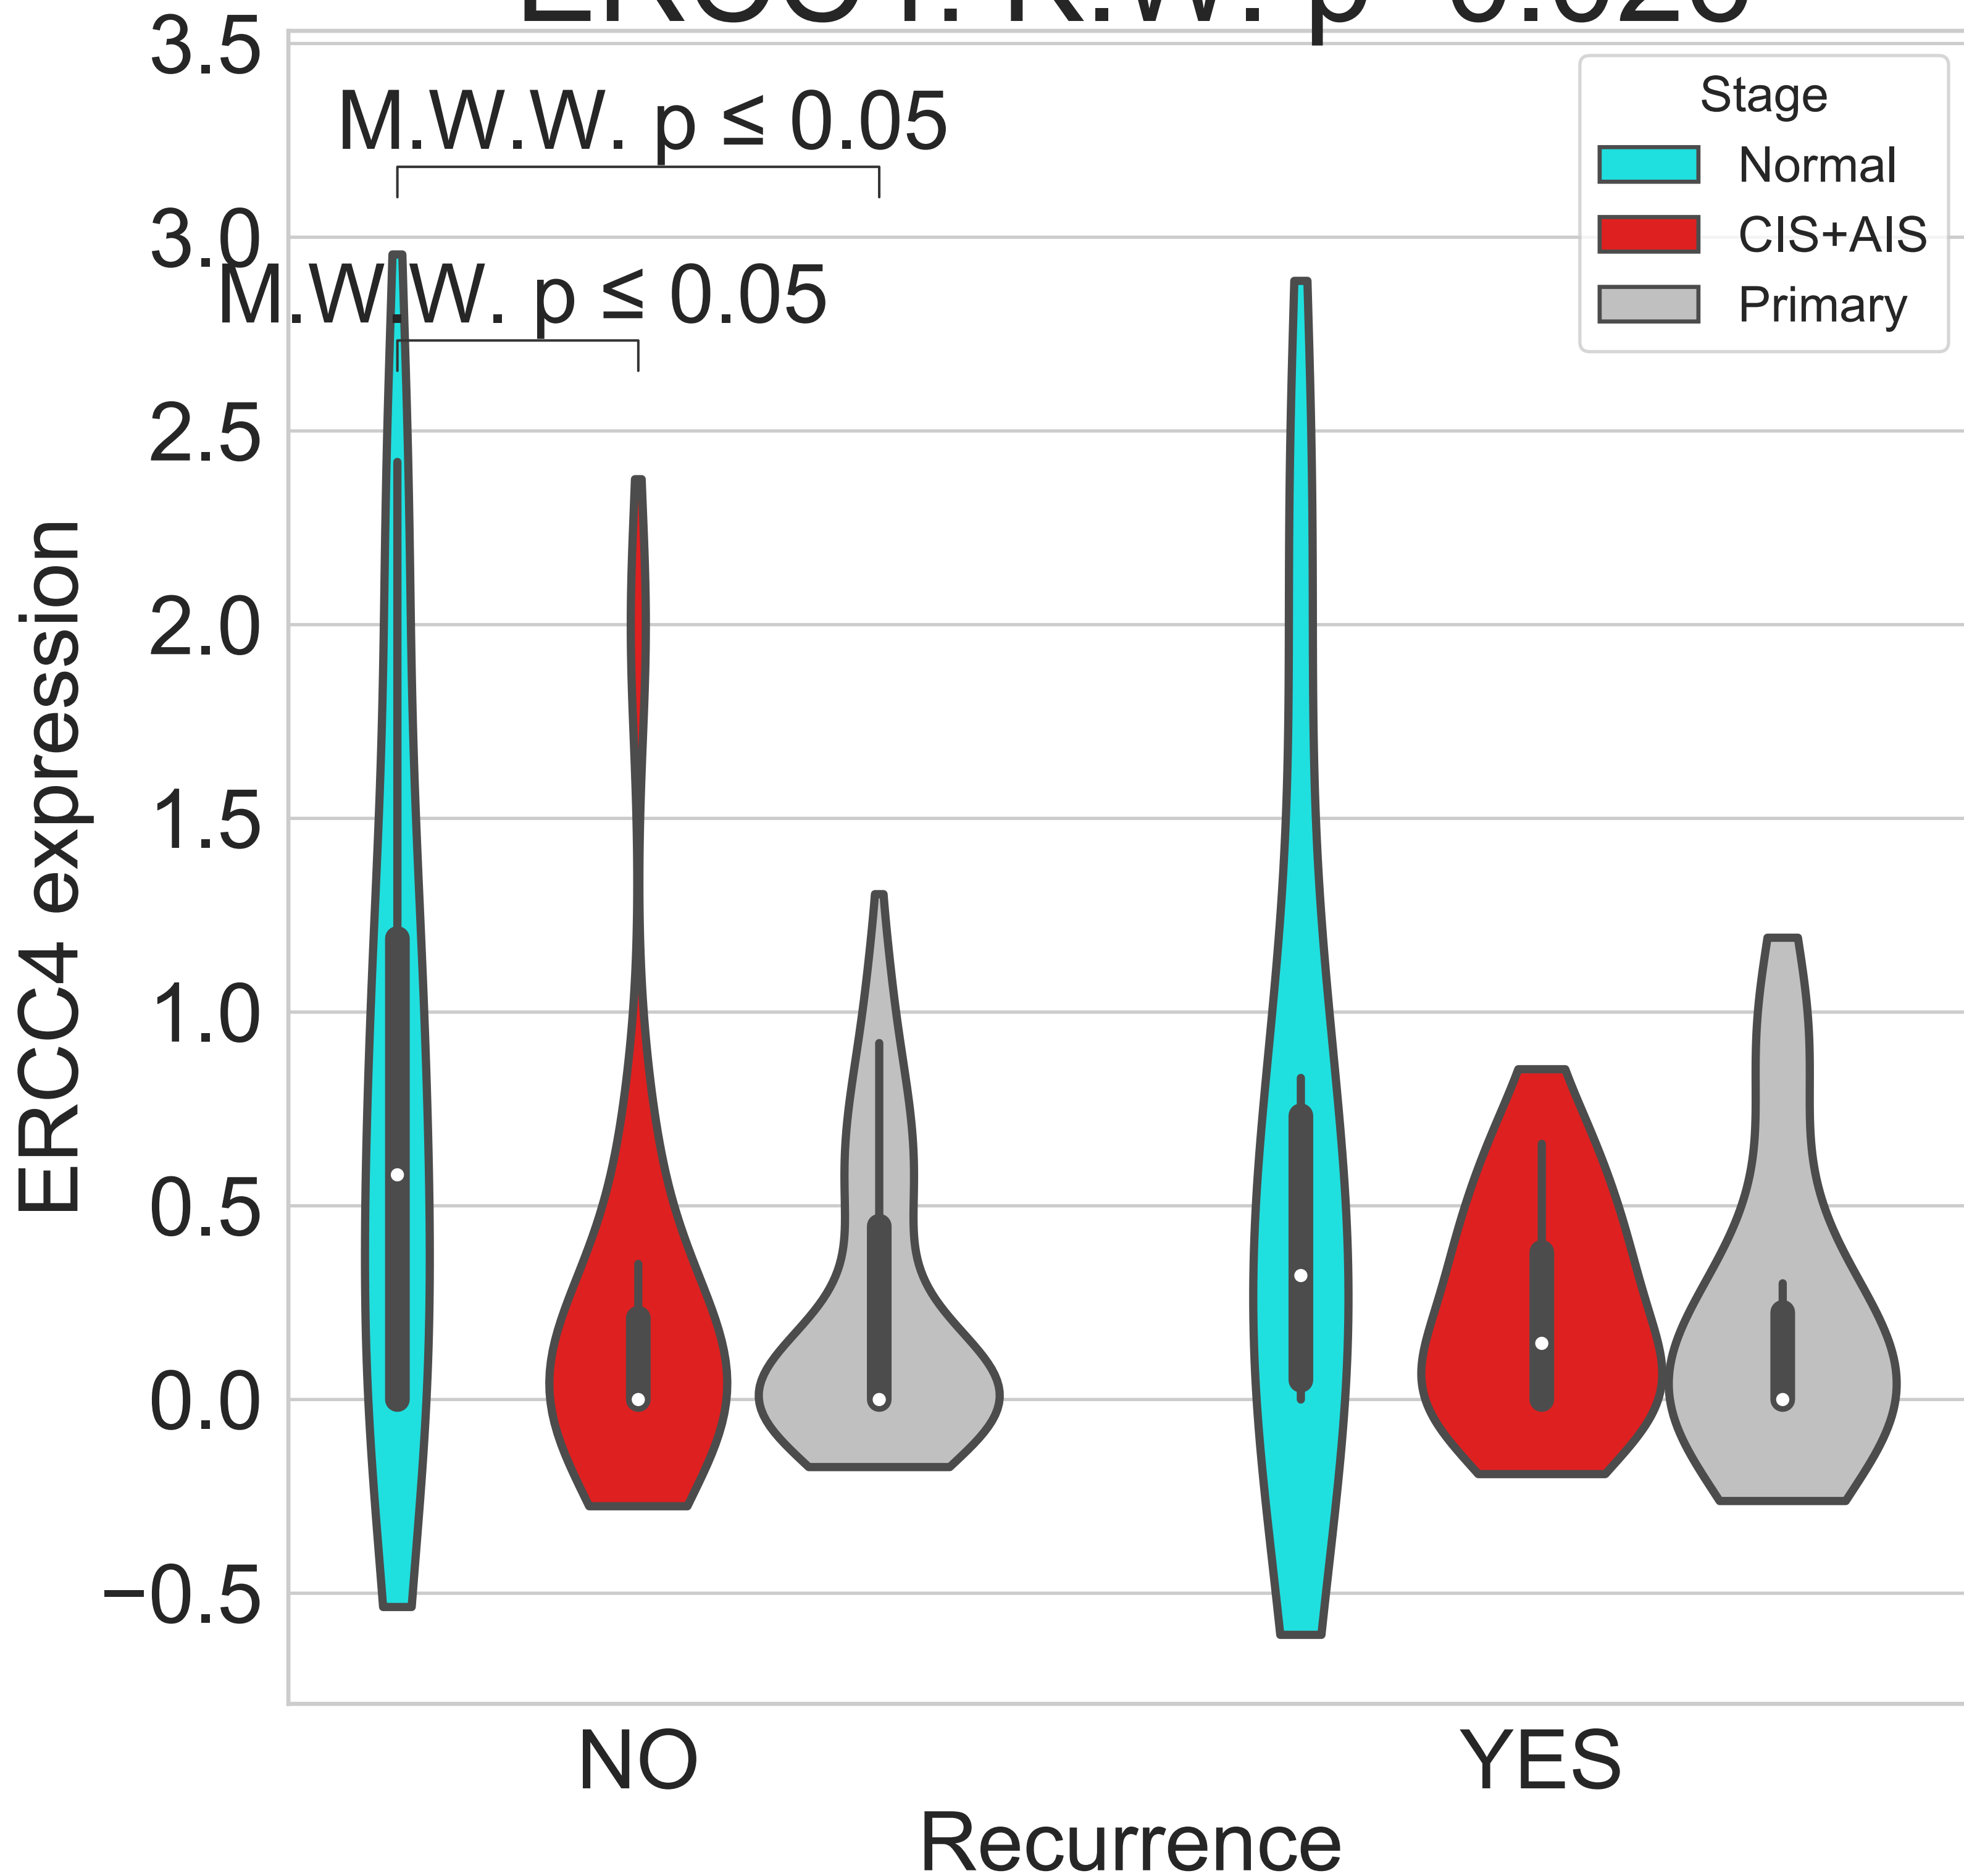 3.5
3.0
2.5
2.0
1.5
1.0
0.5
0.0
−0.5
ERCC4 expression
M.W.W. p ≤ 0.05
M.W.W. p ≤ 0.05
Stage
Normal
CIS+AIS
Primary
NO
YES
Recurrence